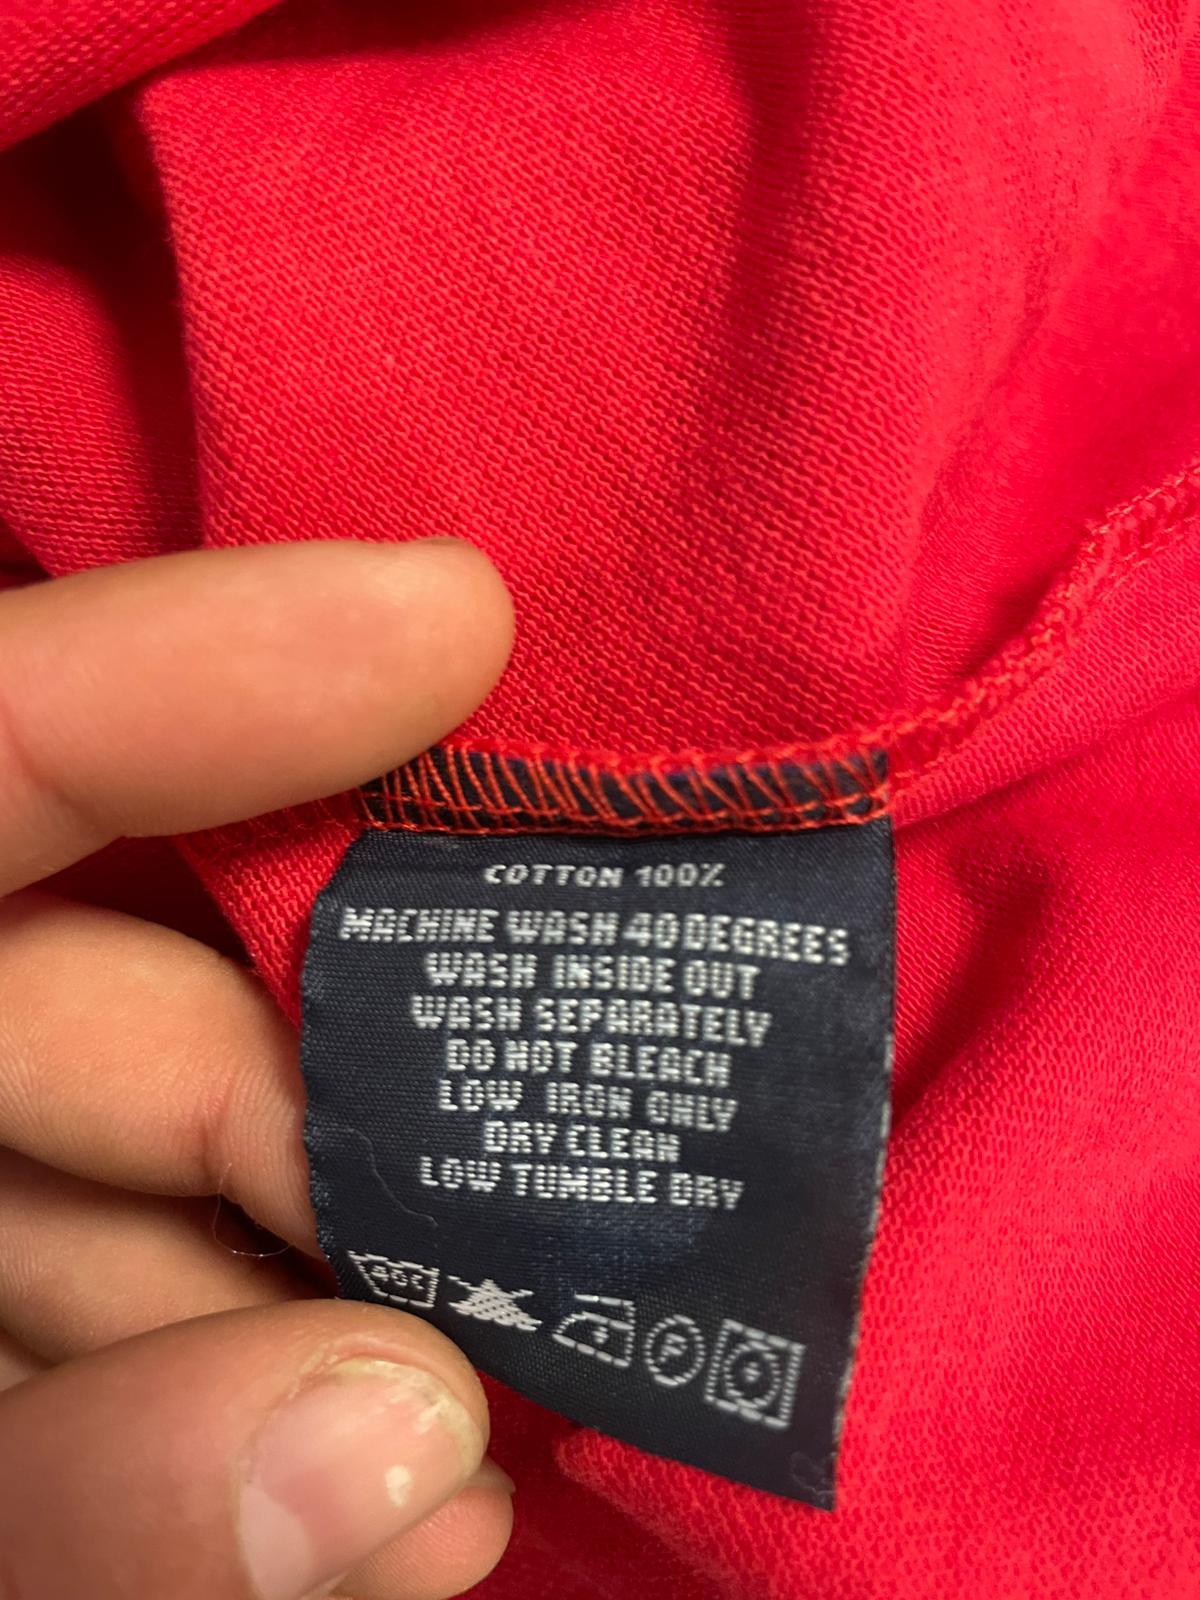 COTTON 100%
MACHINE WASH 40 DEGREES
WASH INSIDE OUT
WASH SEPARATELY
DO NOT BLEACH
LOW IRON ONLY
DRY CLEAN
LOW TUMBLE DRY
40C
P